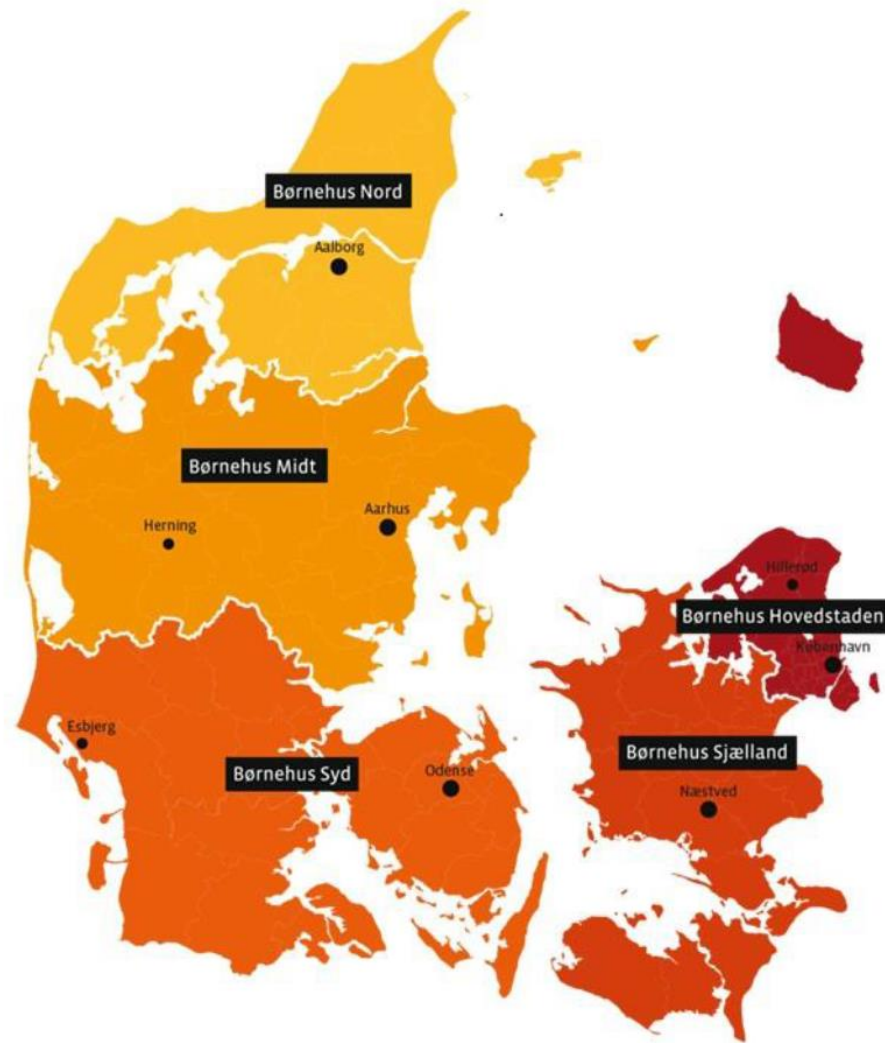 Børnehus Nord
Aalborg
Børnehus Midt
Aarhus
Herning
Hillerød
Børnehus Hovedstaden
København
Esbjerg
Børnehus Syd
Odense
Børnehus Sjælland
Næstved